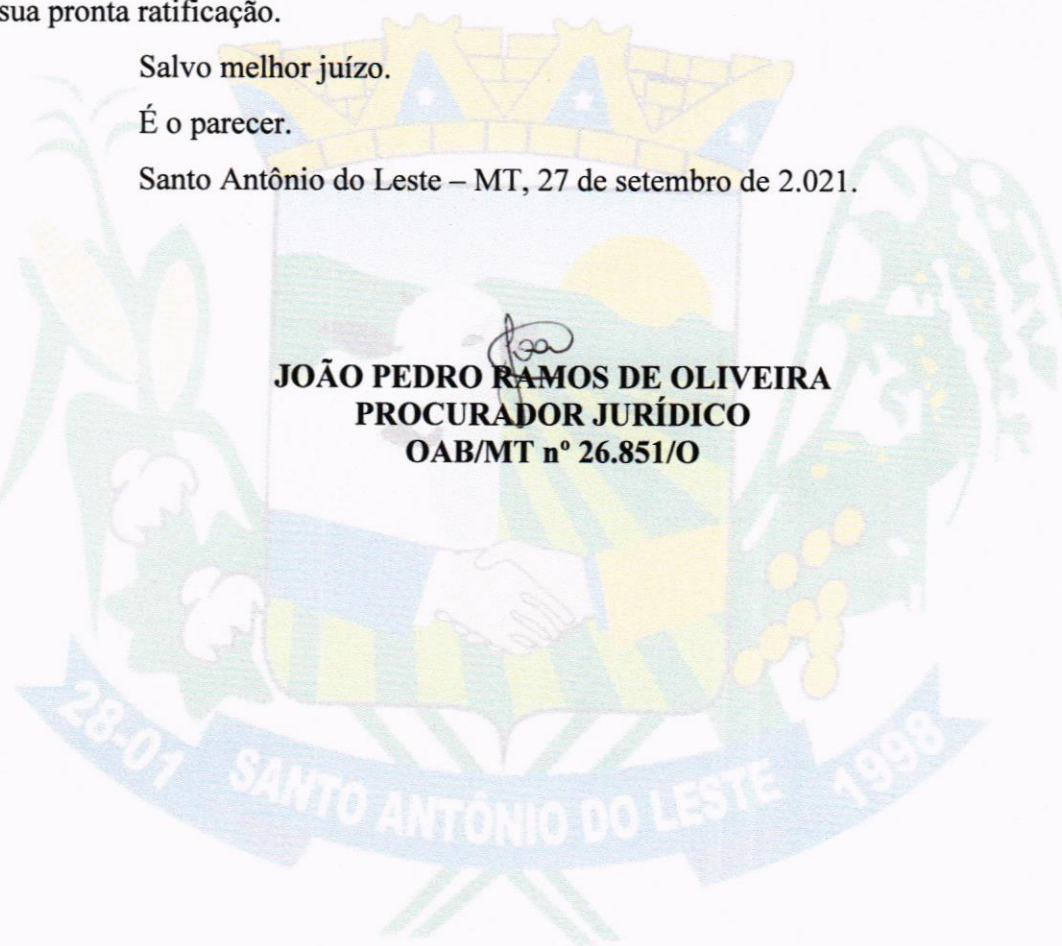 sua pronta ratificação.
Salvo melhor juízo.
É o parecer.
Santo Antônio do Leste – MT, 27 de setembro de 2.021.
JOÃO PEDRO RAMOS DE OLIVEIRA
PROCURADOR JURÍDICO
OAB/MT nº 26.851/O
28-01 SANTO ANTÔNIO DO LESTE 1998